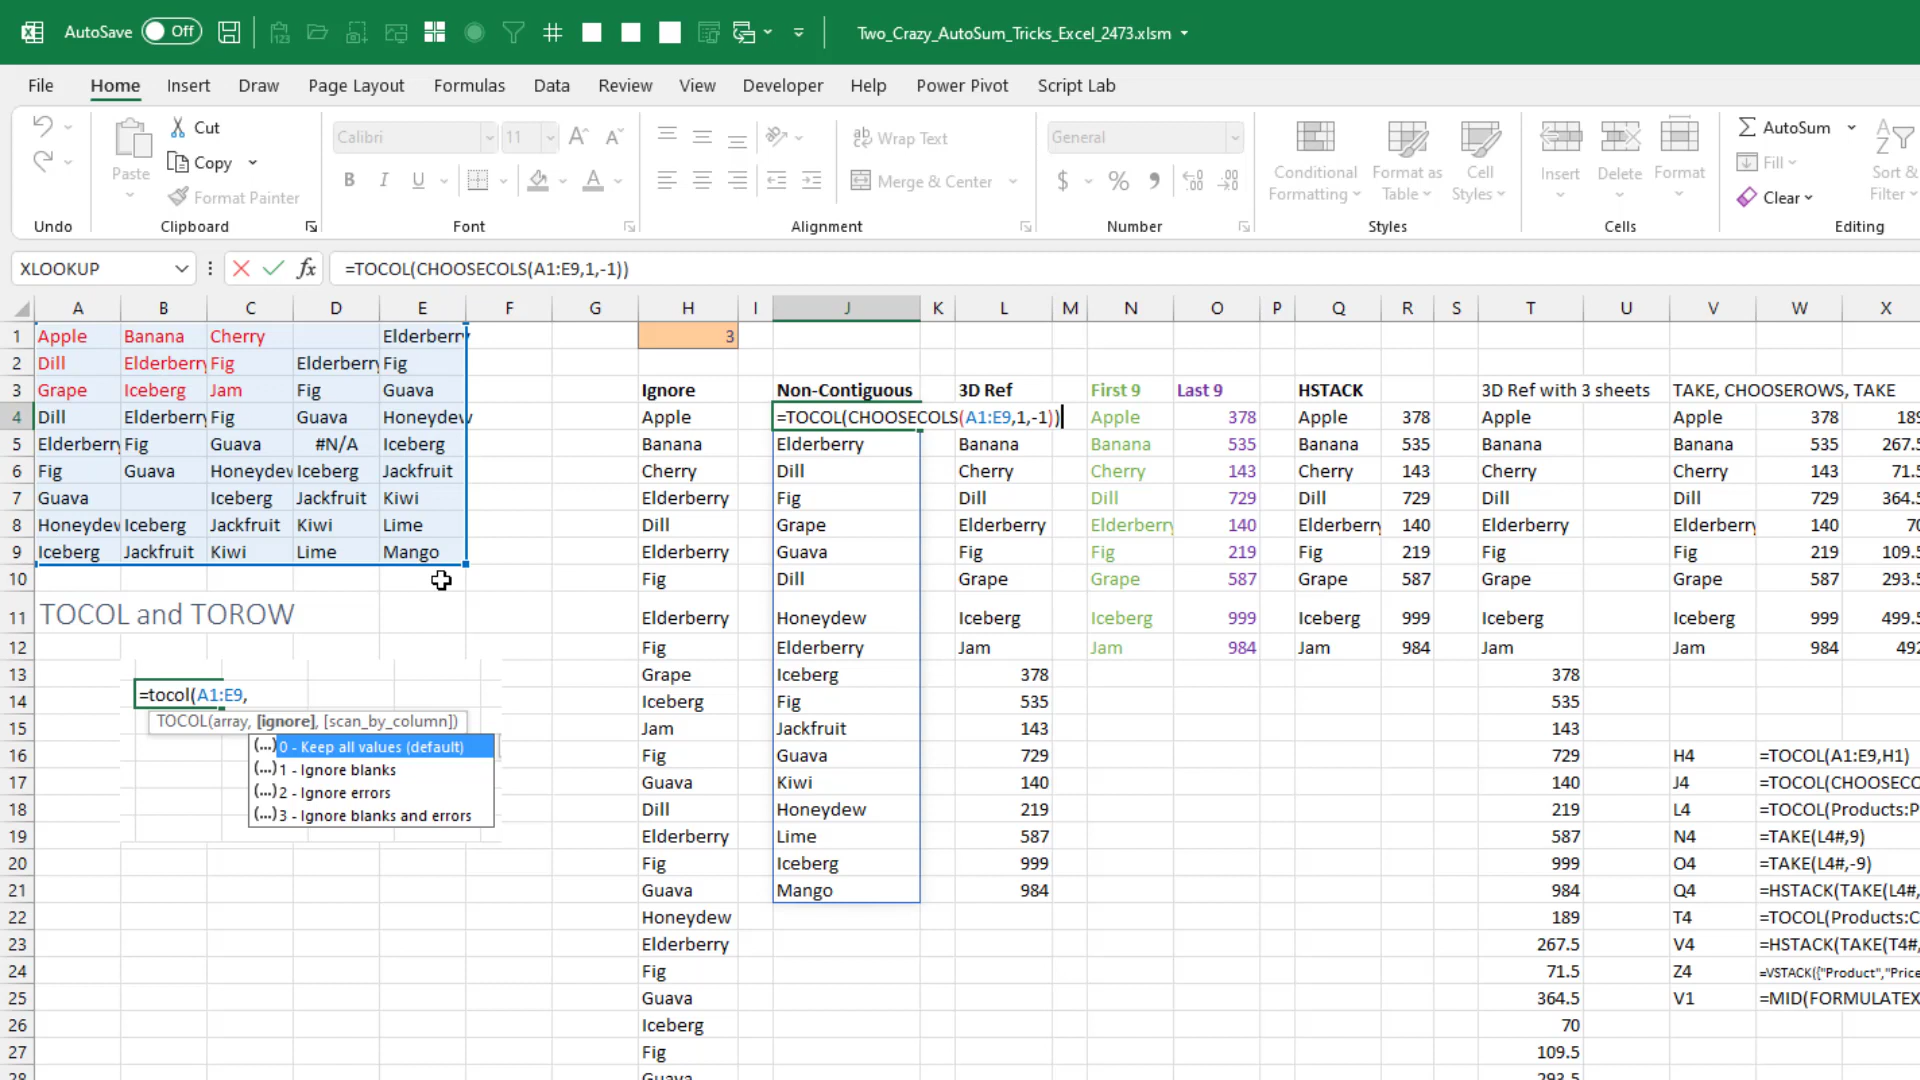 AutoSave Off Two_Crazy_AutoSum_Tricks_Excel_2473.xlsm
File Home Insert Draw Page Layout Formulas Data Review View Developer Help Power Pivot Script Lab
Cut Calibri 11 Wrap Text General AutoSum
Paste Copy Conditional Formatting Format as Table Cell Styles Insert Delete Format Fill Sort & Filter
Format Painter B I U A Merge & Center $ % Clear
Undo Clipboard Font Alignment Number Styles Cells Editing
XLOOKUP fx =TOCOL(CHOOSECOLS(A1:E9,1,-1))
A B C D E F G H I J K L M N O P Q R S T U V W X
1 Apple Banana Cherry Elderberry 3
2 Dill Elderberry Fig Elderberry Fig
3 Grape Iceberg Jam Fig Guava Ignore Non-Contiguous 3D Ref First 9 Last 9 HSTACK 3D Ref with 3 sheets TAKE, CHOOSEROWS, TAKE
4 Dill Elderberry Fig Guava Honeydew Apple =TOCOL(CHOOSECOLS(A1:E9,1,-1)) Apple 378 Apple 378 Apple Apple 378 189
5 Elderberry Fig Guava #N/A Iceberg Banana Elderberry Banana Banana 535 Banana 535 Banana Banana 535 267.5
6 Fig Guava Honeydew Iceberg Jackfruit Cherry Dill Cherry Cherry 143 Cherry 143 Cherry Cherry 143 71.5
7 Guava Iceberg Jackfruit Kiwi Elderberry Fig Dill Dill 729 Dill 729 Dill Dill 729 364.5
8 Honeydew Iceberg Jackfruit Kiwi Lime Dill Grape Elderberry Elderberry 140 Elderberry 140 Elderberry Elderberry 140 70
9 Iceberg Jackfruit Kiwi Lime Mango Elderberry Guava Fig Fig 219 Fig 219 Fig Fig 219 109.5
10 Fig Dill Grape Grape 587 Grape 587 Grape Grape 587 293.5
11 TOCOL and TOROW Elderberry Honeydew Iceberg Iceberg 999 Iceberg 999 Iceberg Iceberg 999 499.5
12 Fig Elderberry Jam Jam 984 Jam 984 Jam Jam 984 492
13 Grape Iceberg 378 378
14 =tocol(A1:E9, Iceberg Fig 535 535
15 TOCOL(array, [ignore], [scan_by_column]) Jam Jackfruit 143 143
16 (...) 0 - Keep all values (default) Fig Guava 729 729 H4 =TOCOL(A1:E9,H1)
17 (...) 1 - Ignore blanks Guava Kiwi 140 140 J4 =TOCOL(CHOOSECO
18 (...) 2 - Ignore errors Dill Honeydew 219 219 L4 =TOCOL(Products:P
19 (...) 3 - Ignore blanks and errors Elderberry Lime 587 587 N4 =TAKE(L4#,9)
20 Fig Iceberg 999 999 O4 =TAKE(L4#,-9)
21 Guava Mango 984 984 Q4 =HSTACK(TAKE(L4#,
22 Honeydew 189 T4 =TOCOL(Products:C
23 Elderberry 267.5 V4 =HSTACK(TAKE(T4#,
24 Fig 71.5 Z4 =VSTACK({"Product","Price
25 Guava 364.5 V1 =MID(FORMULATEX
26 Iceberg 70
27 Fig 109.5
28 Guava 293.5